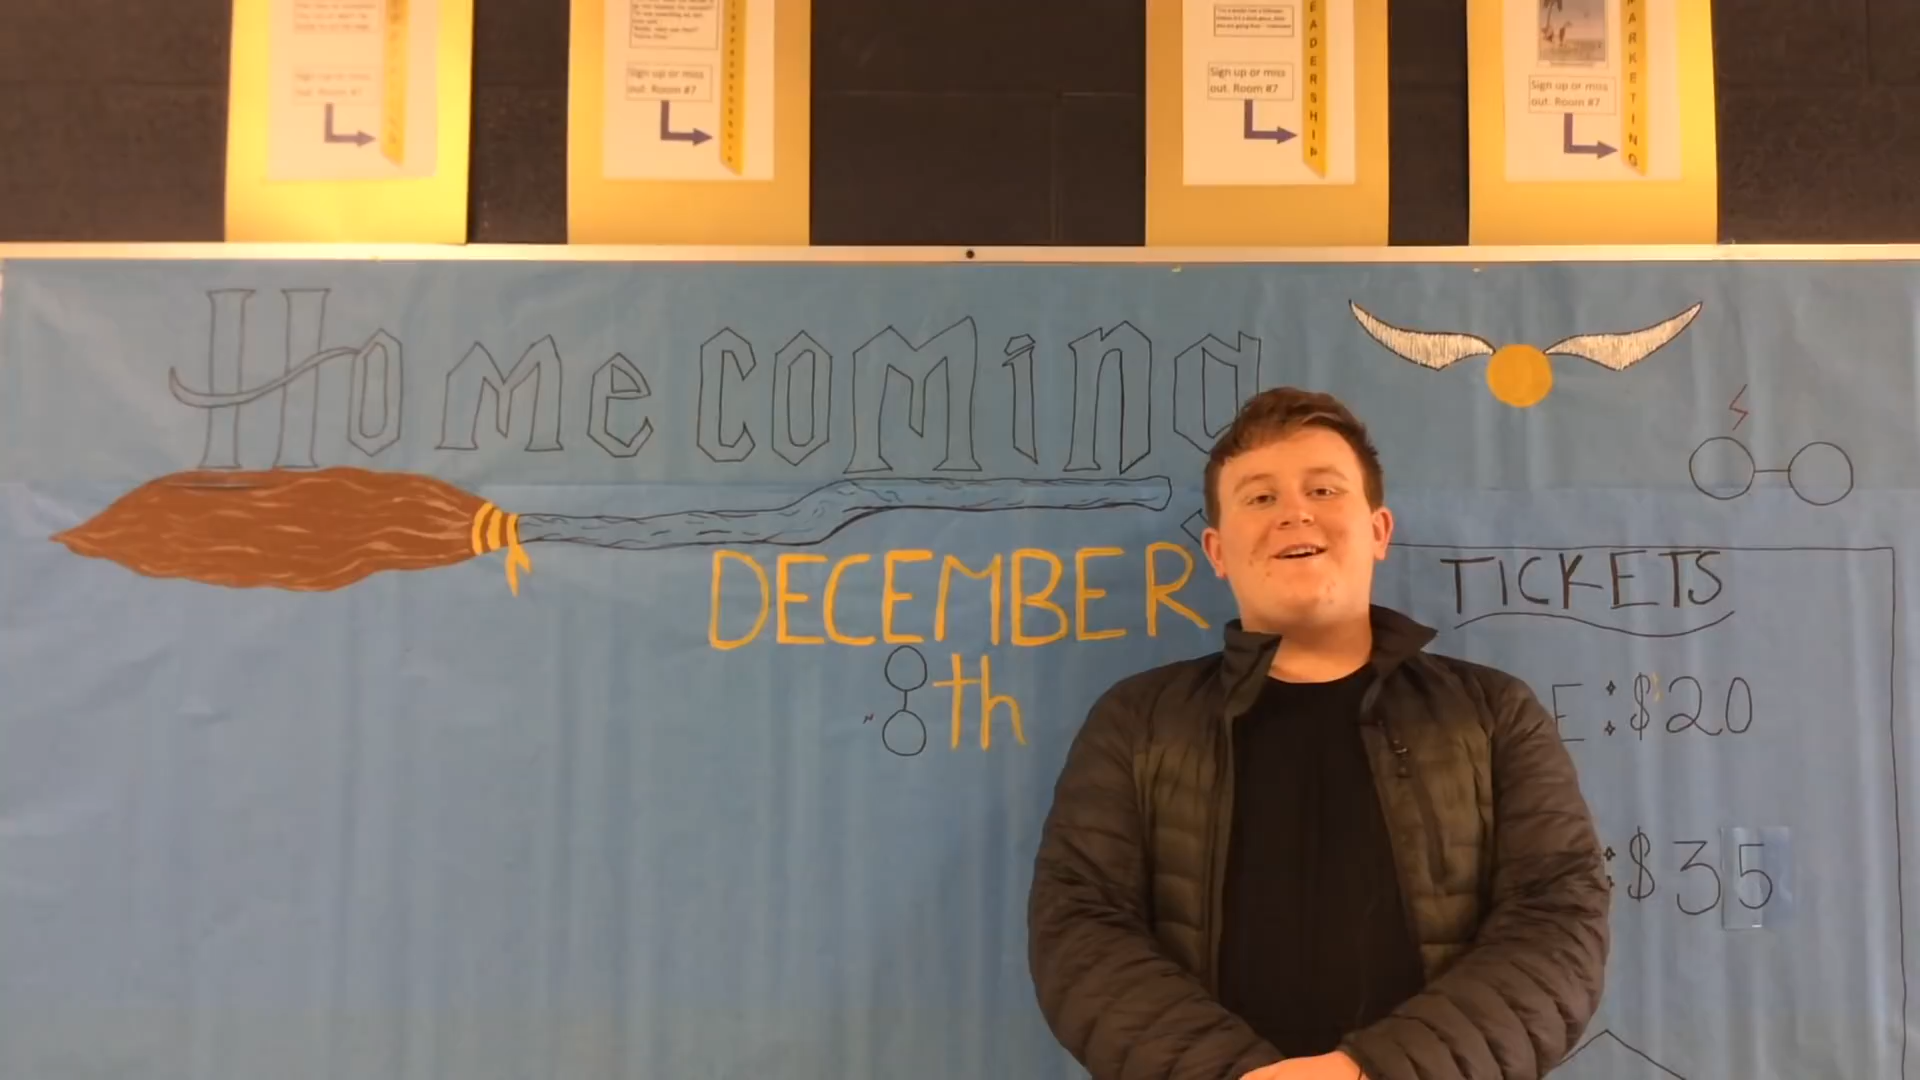 Sign up or miss
out. Room #7
Sign up or miss
out. Room #7
LEADERSHIP
Sign up or miss
out. Room #7
MARKETING
Sign up or miss
out. Room #7
Homecoming
DECEMBER
8th
TICKETS
E : $20
: $35